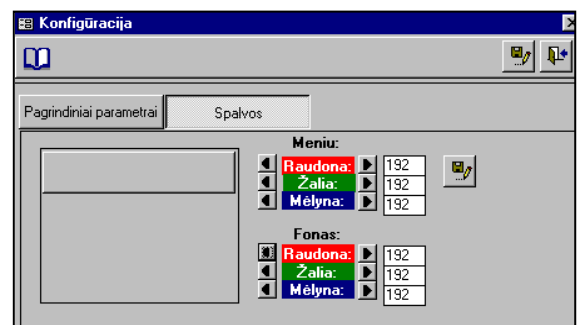 Konfigūracija
Pagrindiniai parametrai
Spalvos
Meniu:
Raudona: 192
Žalia: 192
Mėlyna: 192
Fonas:
Raudona: 192
Žalia: 192
Mėlyna: 192